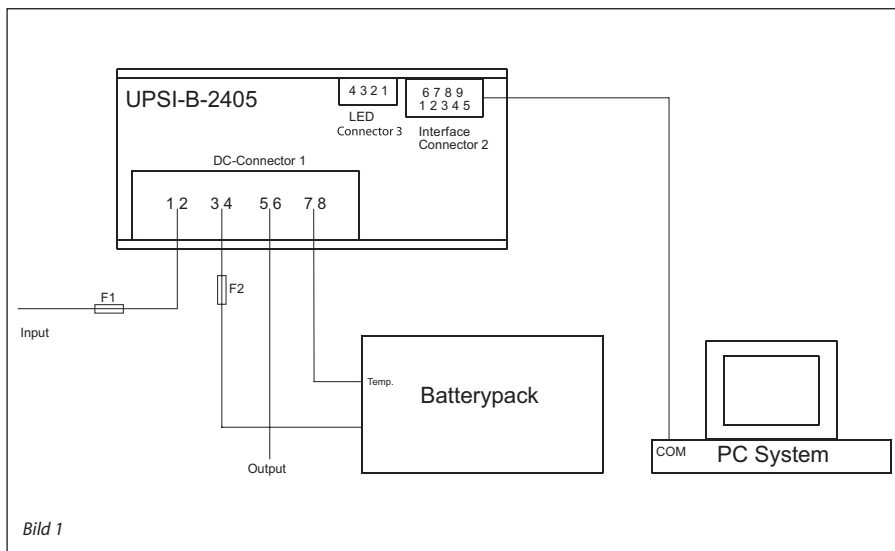 UPSI-B-2405
4 3 2 1
LED
Connector 3
6 7 8 9
1 2 3 4 5
Interface
Connector 2
DC-Connector 1
1 2 3 4 5 6 7 8
F1
F2
Input
Temp.
Batterypack
Output
COM
PC System
Bild 1